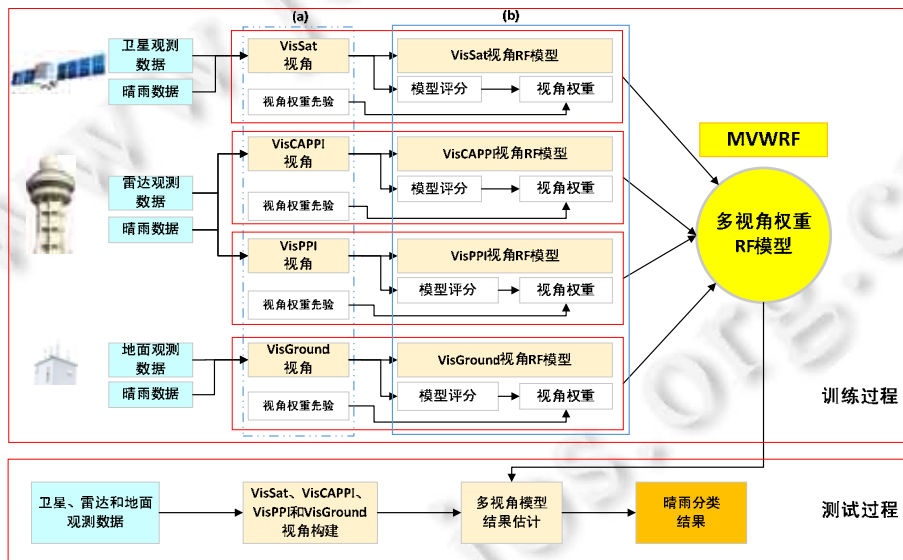 (a)
(b)
卫星观测
数据
晴雨数据
VisSat
视角
视角权重先验
VisSat视角RF模型
模型评分
视角权重
雷达观测
数据
晴雨数据
VisCAPPI
视角
视角权重先验
VisCAPPI视角RF模型
模型评分
视角权重
VisPPI
视角
视角权重先验
VisPPI视角RF模型
模型评分
视角权重
地面观测
数据
晴雨数据
VisGround
视角
视角权重先验
VisGround视角RF模型
模型评分
视角权重
MVWRF
多视角权重
RF模型
训练过程
卫星、雷达和地面
观测数据
VisSat、VisCAPPI、
VisPPI和VisGround
视角构建
多视角模型
结果估计
晴雨分类
结果
测试过程